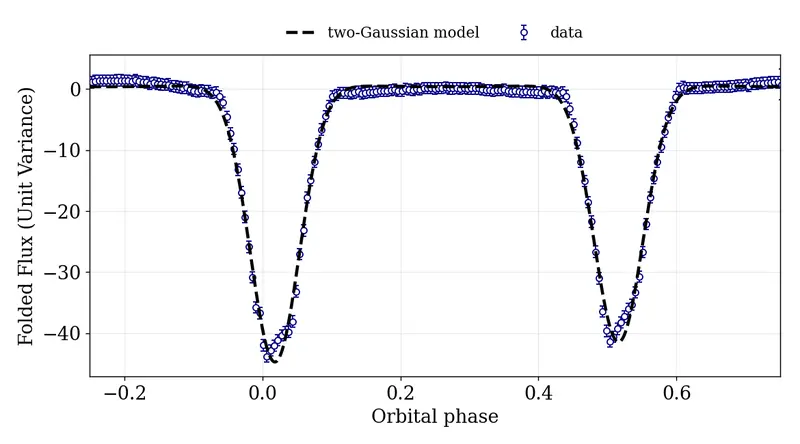 two-Gaussian model
data
Folded Flux (Unit Variance)
0
−10
−20
−30
−40
−0.2
0.0
0.2
0.4
0.6
Orbital phase